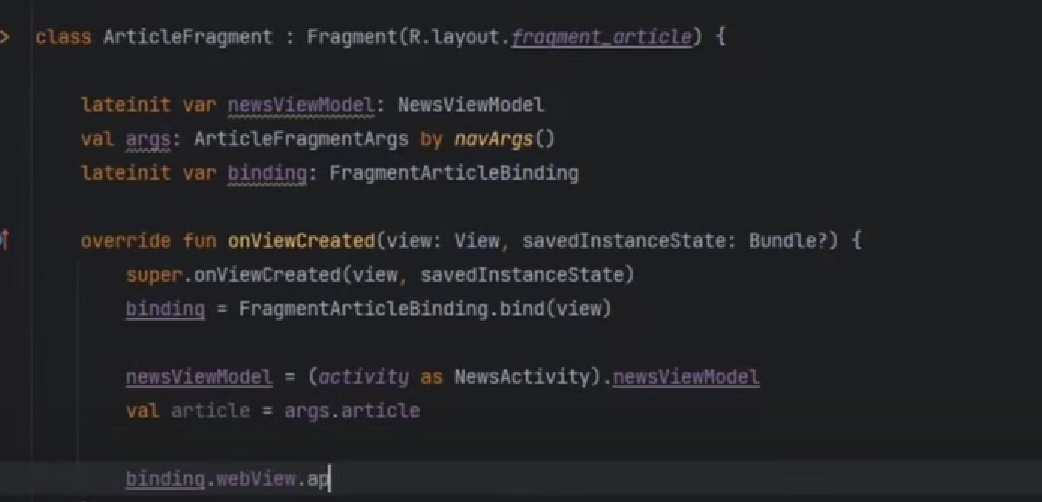 class ArticleFragment : Fragment(R.layout.fragment_article) {
lateinit var newsViewModel: NewsViewModel
val args: ArticleFragmentArgs by navArgs()
lateinit var binding: FragmentArticleBinding
override fun onViewCreated(view: View, savedInstanceState: Bundle?) {
super.onViewCreated(view, savedInstanceState)
binding = FragmentArticleBinding.bind(view)
newsViewModel = (activity as NewsActivity).newsViewModel
val article = args.article
binding.webView.ap